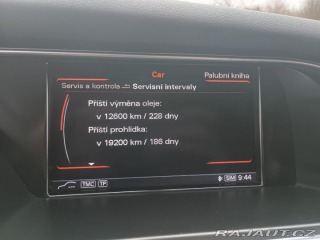 Car
Palubní kniha
Servis a kontrola Servisní intervaly
Příští výměna oleje:
v 12600 km / 228 dny
Příští prohlídka:
v 19200 km / 186 dny
TMC TP
SIM 9:44
RAJAUT.CZ